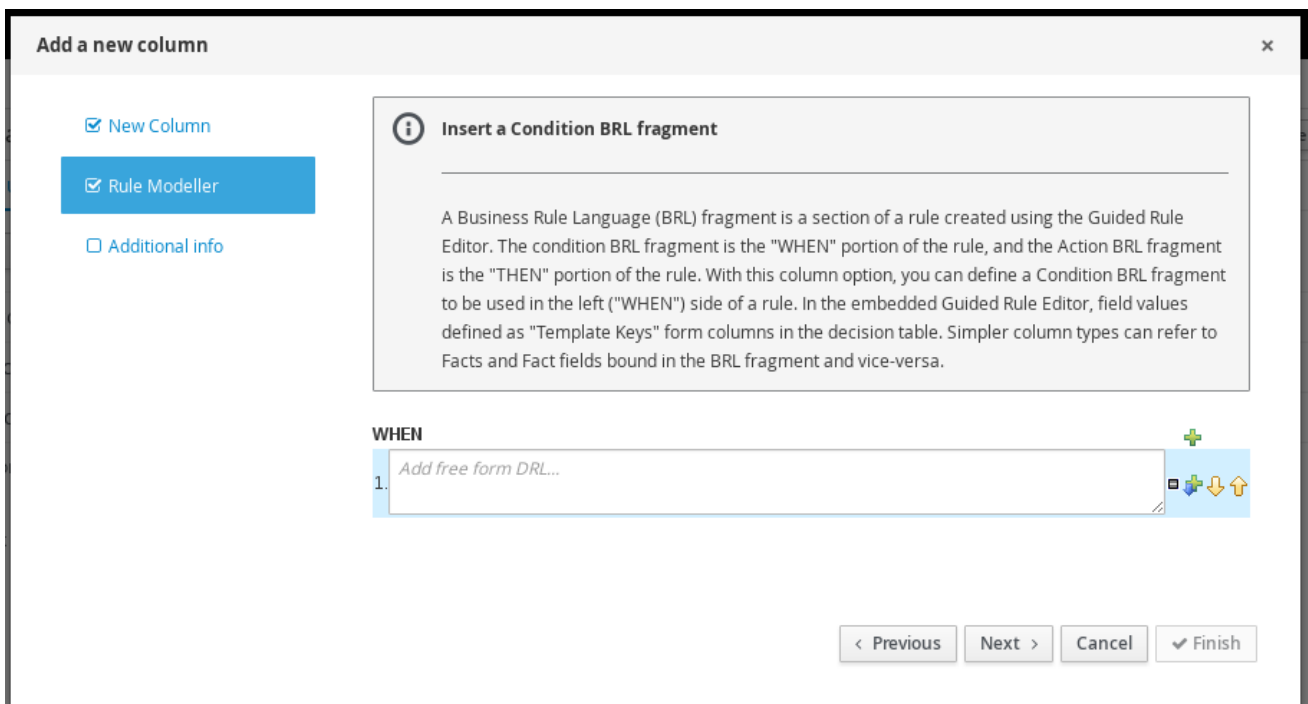 Add a new column
×
New Column
Rule Modeller
Additional info
Insert a Condition BRL fragment
A Business Rule Language (BRL) fragment is a section of a rule created using the Guided Rule
Editor. The condition BRL fragment is the "WHEN" portion of the rule, and the Action BRL fragment
is the "THEN" portion of the rule. With this column option, you can define a Condition BRL fragment
to be used in the left ("WHEN") side of a rule. In the embedded Guided Rule Editor, field values
defined as "Template Keys" form columns in the decision table. Simpler column types can refer to
Facts and Fact fields bound in the BRL fragment and vice-versa.
WHEN
1. Add free form DRL...
< Previous Next > Cancel ✔ Finish